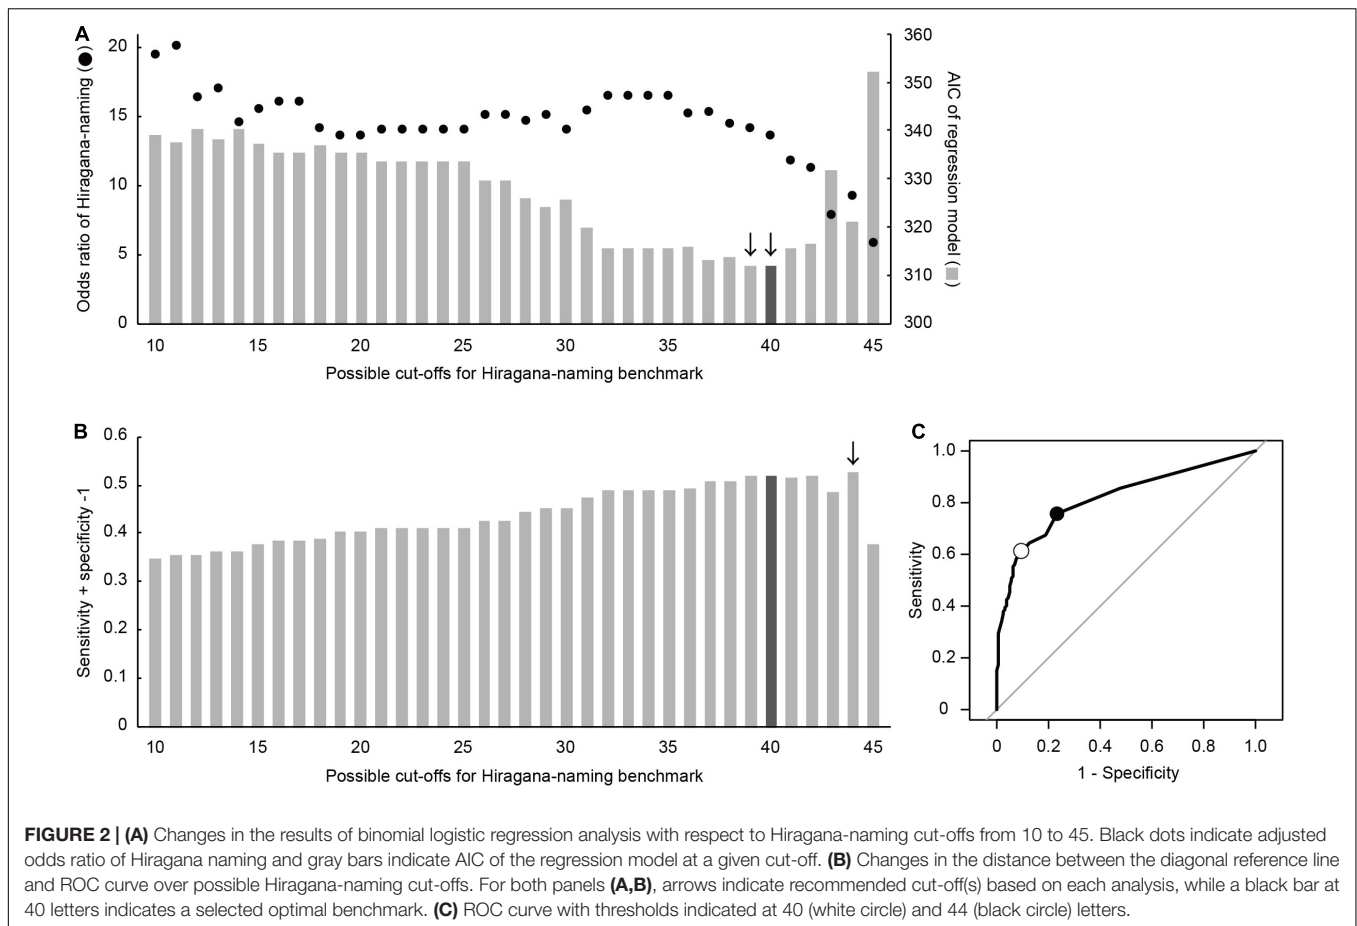 A
Odds ratio of Hiragana-naming (●)
20
15
10
5
0
360
350
340
330
320
310
300
AIC of regression model (■)
10 15 20 25 30 35 40 45
Possible cut-offs for Hiragana-naming benchmark
B
Sensitivity + specificity -1
0.6
0.5
0.4
0.3
0.2
0.1
0
10 15 20 25 30 35 40 45
Possible cut-offs for Hiragana-naming benchmark
C
Sensitivity
1.0
0.8
0.6
0.4
0.2
0
0 0.2 0.4 0.6 0.8 1.0
1 - Specificity
FIGURE 2 | (A) Changes in the results of binomial logistic regression analysis with respect to Hiragana-naming cut-offs from 10 to 45. Black dots indicate adjusted
odds ratio of Hiragana naming and gray bars indicate AIC of the regression model at a given cut-off. (B) Changes in the distance between the diagonal reference line
and ROC curve over possible Hiragana-naming cut-offs. For both panels (A,B), arrows indicate recommended cut-off(s) based on each analysis, while a black bar at
40 letters indicates a selected optimal benchmark. (C) ROC curve with thresholds indicated at 40 (white circle) and 44 (black circle) letters.